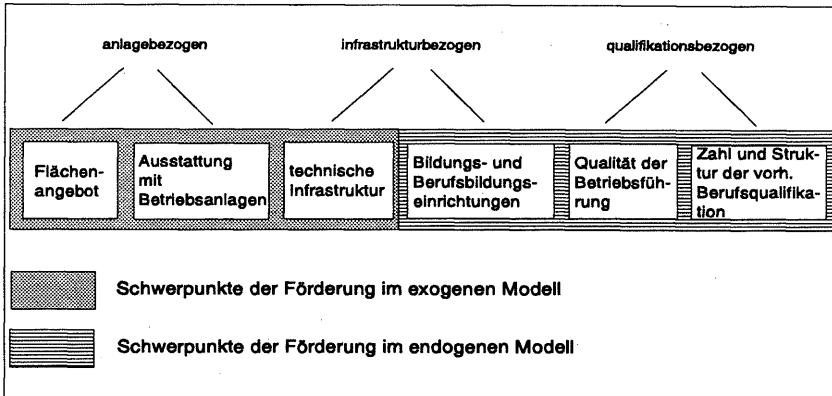 anlagebezogen
infrastrukturbezogen
qualifikationsbezogen
Flächen-
angebot
Ausstattung
mit
Betriebsanlagen
technische
Infrastruktur
Bildungs- und
Berufsbildungs-
einrichtungen
Qualität der
Betriebsfüh-
rung
Zahl und Struk-
tur der vorh.
Berufsqualifika-
tion
Schwerpunkte der Förderung im exogenen Modell
Schwerpunkte der Förderung im endogenen Modell